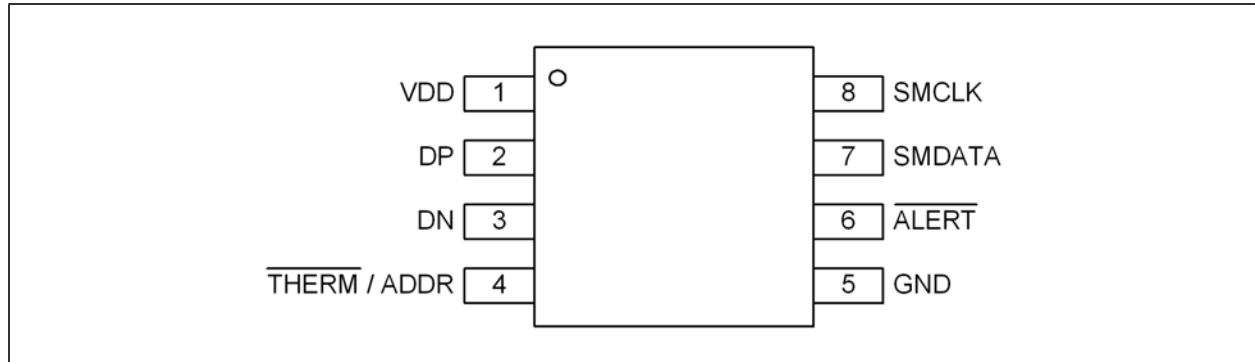 VDD 1 8 SMCLK
DP 2 7 SMDATA
DN 3 6 ALERT
THERM / ADDR 4 5 GND